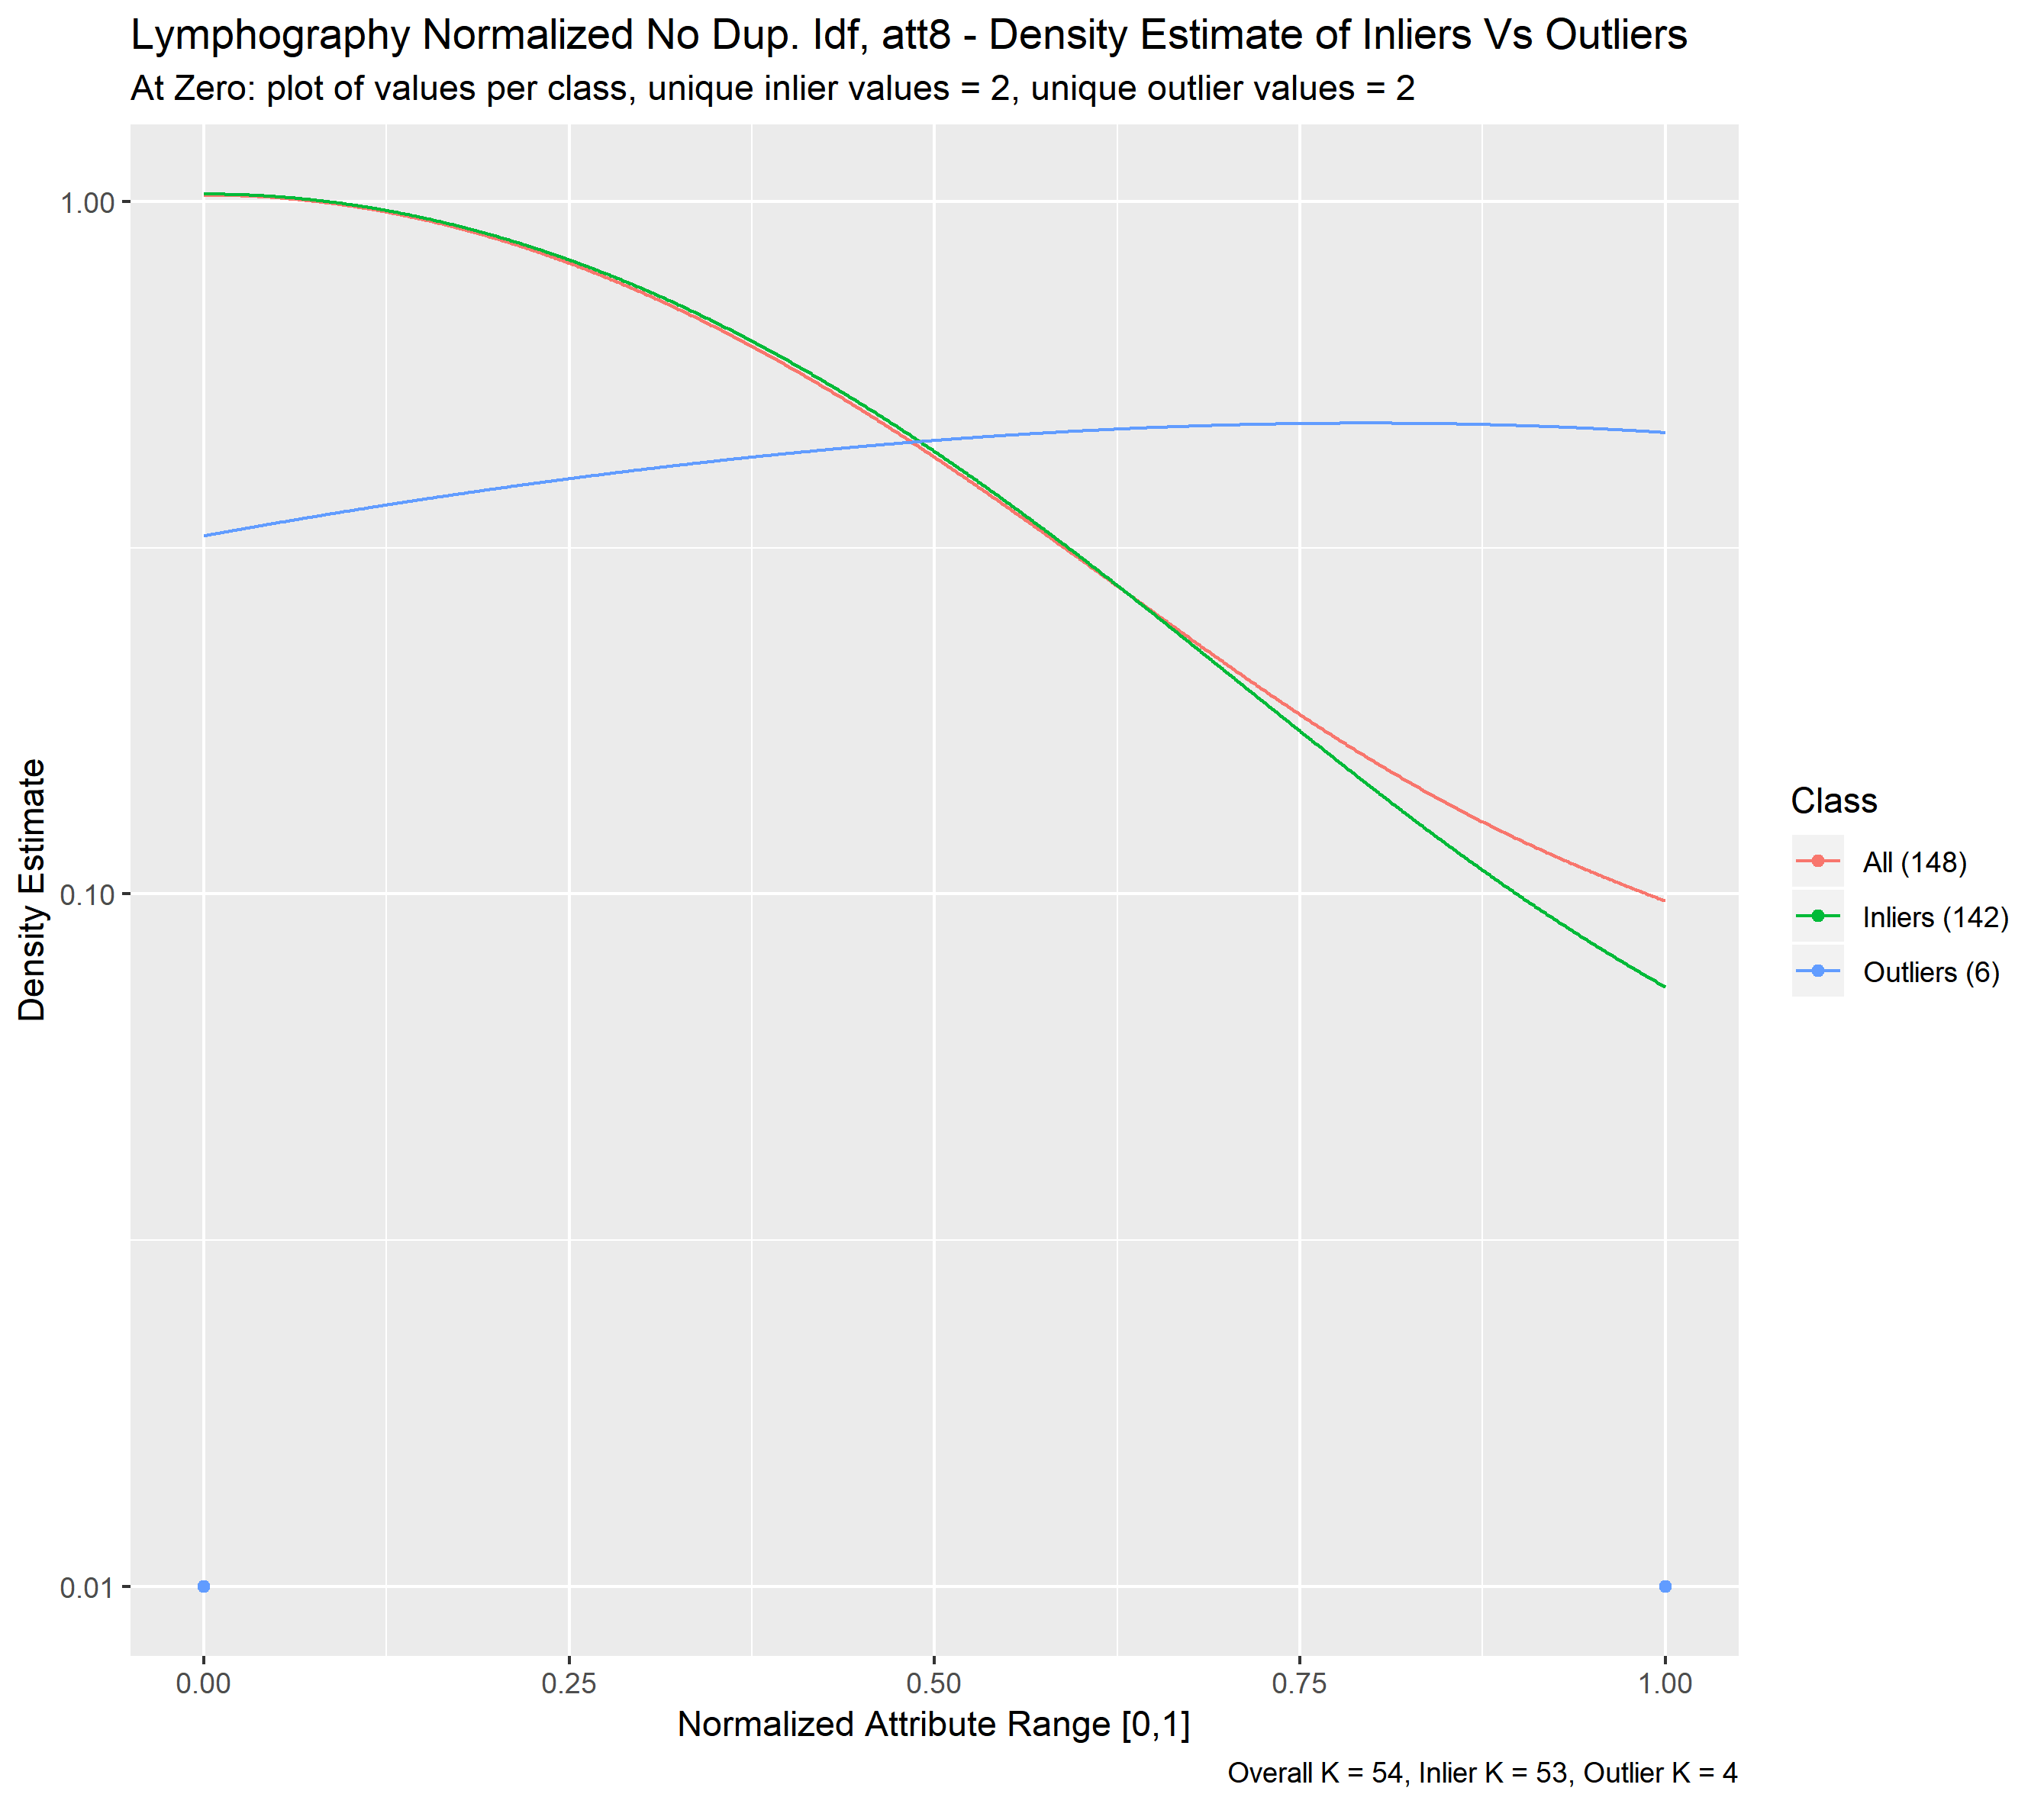 Lymphography Normalized No Dup. Idf, att8 - Density Estimate of Inliers Vs Outliers
At Zero: plot of values per class, unique inlier values = 2, unique outlier values = 2
1.00
0.10
0.01
Density Estimate
0.00
0.25
0.50
0.75
1.00
Normalized Attribute Range [0,1]
Class
All (148)
Inliers (142)
Outliers (6)
Overall K = 54, Inlier K = 53, Outlier K = 4